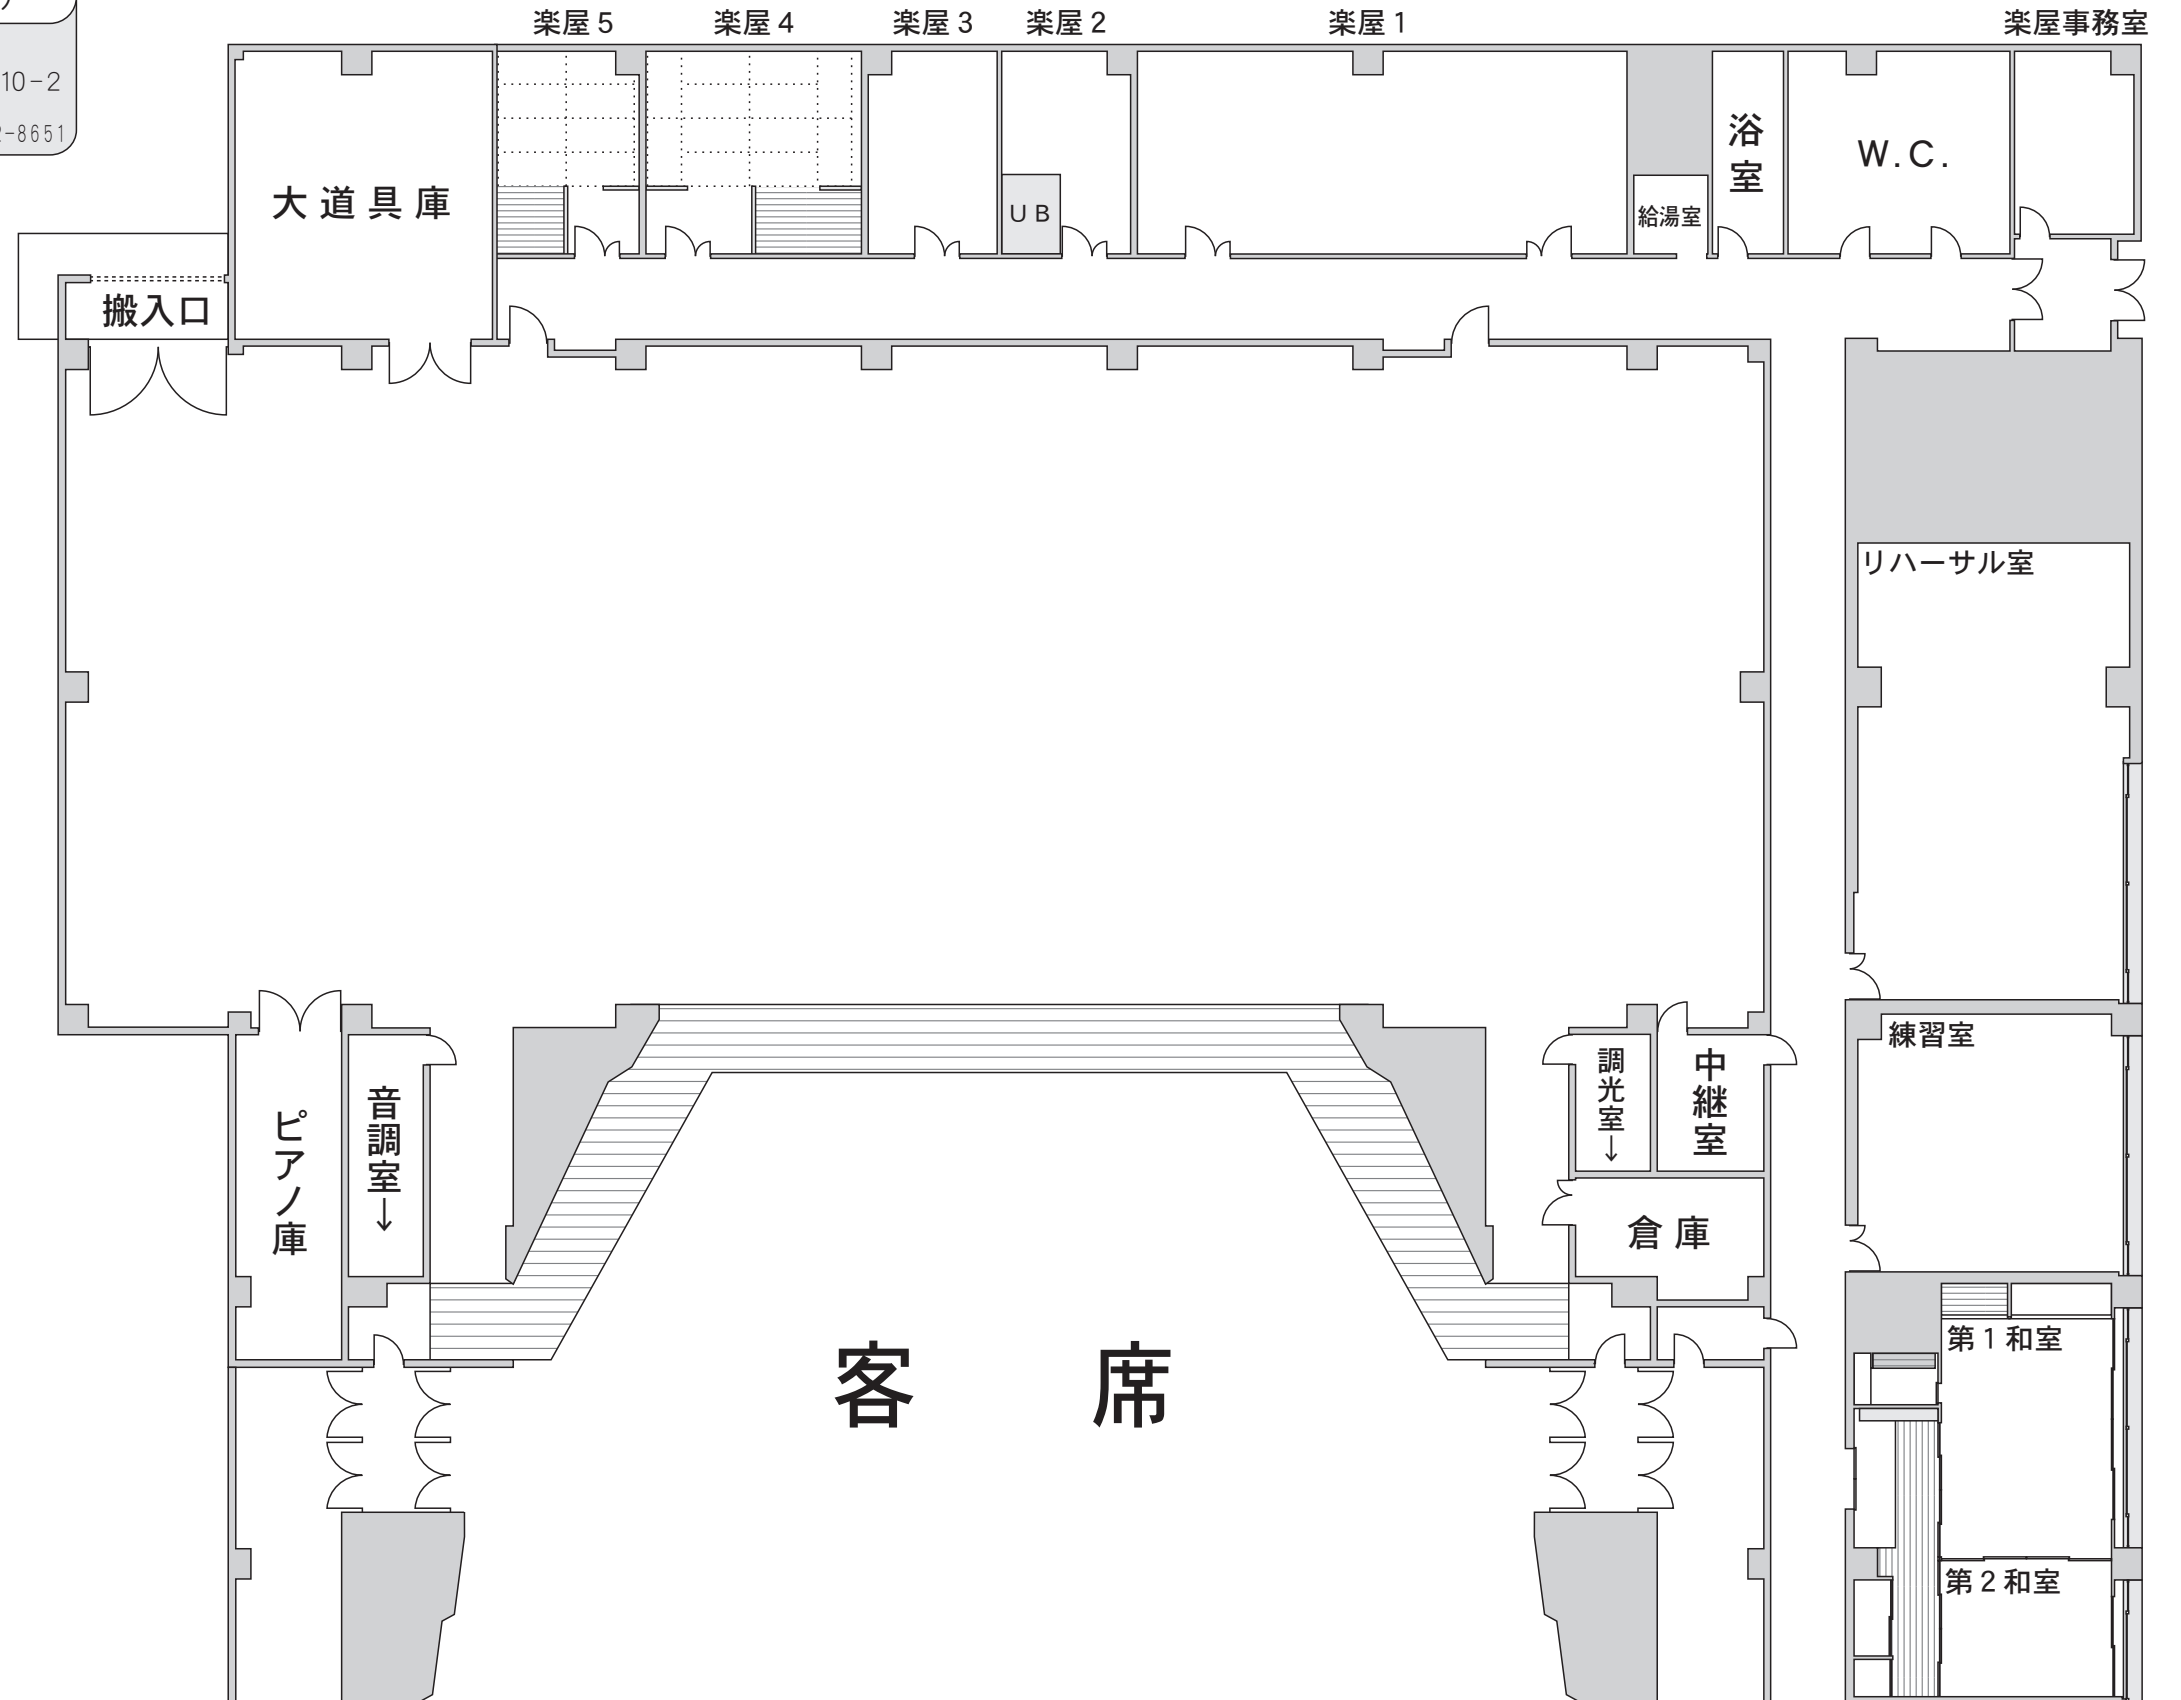 楽屋5
楽屋4
楽屋3
楽屋2
楽屋1
楽屋事務室
10-2
-8651
大道具庫
UB
給湯室
浴室
W.C.
搬入口
リハーサル室
練習室
ピアノ庫
音調室→
調光室→
中継室
倉庫
客席
第1和室
第2和室